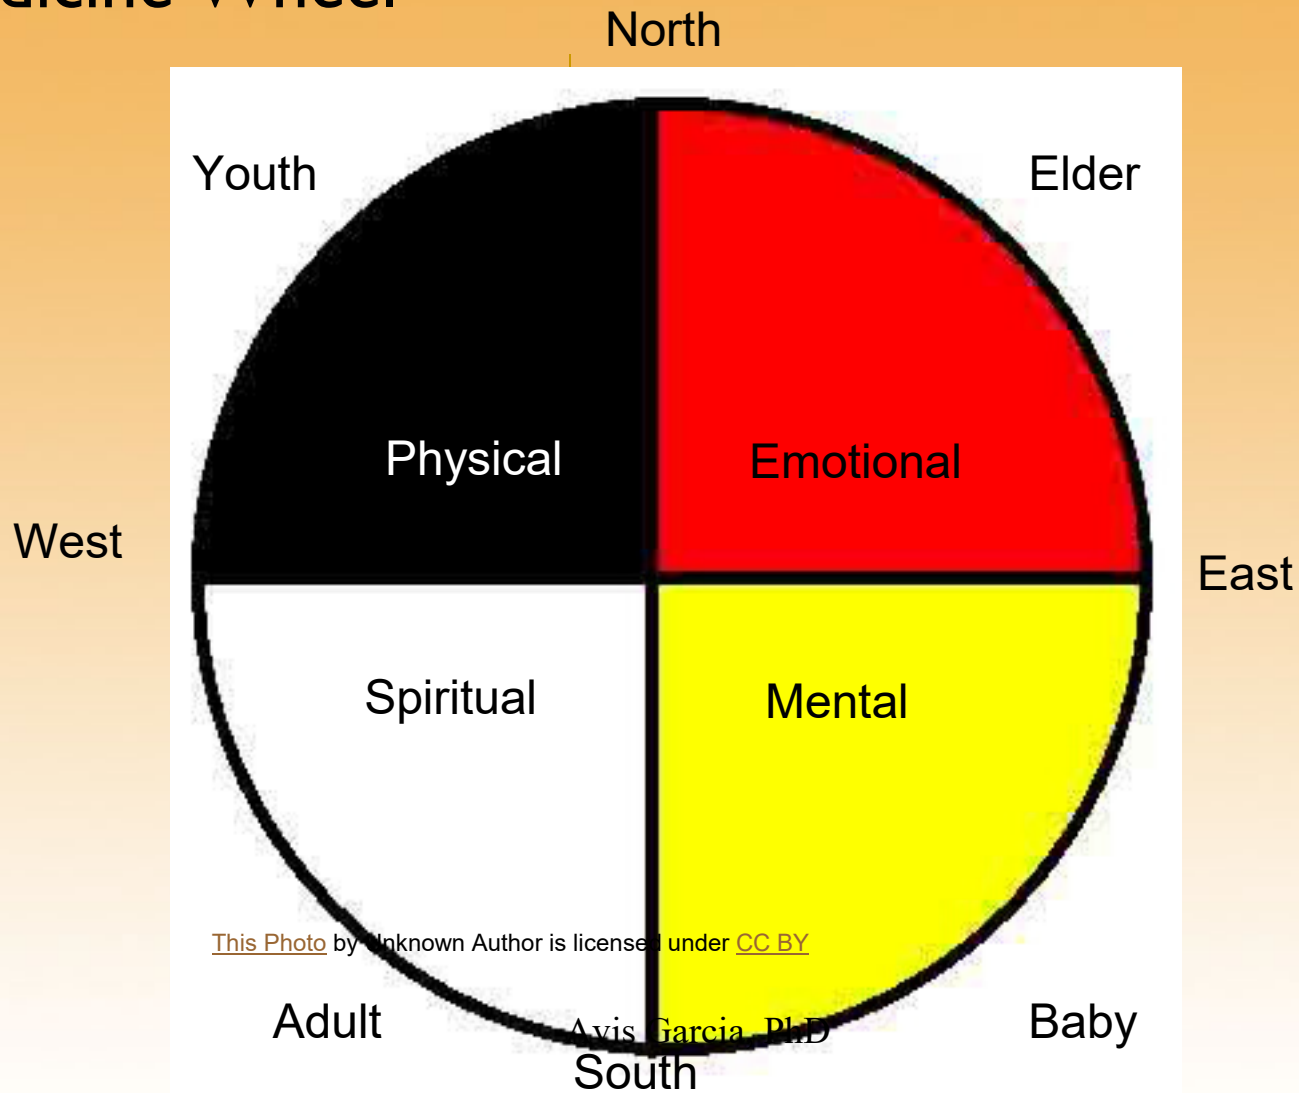 Wheel
North
Youth
Elder
Physical
Emotional
West
East
Spiritual
Mental
This Photo by Unknown Author is licensed under CC BY
Adult
Baby
Avis Garcia, PhD
South